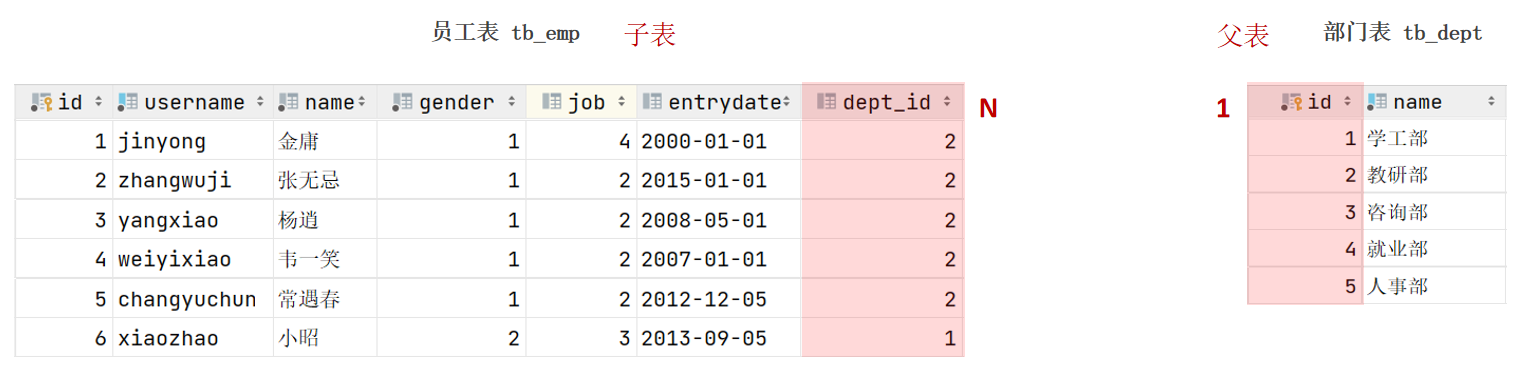 员工表 tb_emp 子表 父表 部门表 tb_dept
id username name gender job entrydate dept_id N 1 id name
1 jinyong 金庸 1 4 2000-01-01 2 1 学工部
2 zhangwuji 张无忌 1 2 2015-01-01 2 2 教研部
3 yangxiao 杨逍 1 2 2008-05-01 2 3 咨询部
4 weiyixiao 韦一笑 1 2 2007-01-01 2 4 就业部
5 changyuchun 常遇春 1 2 2012-12-05 2 5 人事部
6 xiaozhao 小昭 2 3 2013-09-05 1